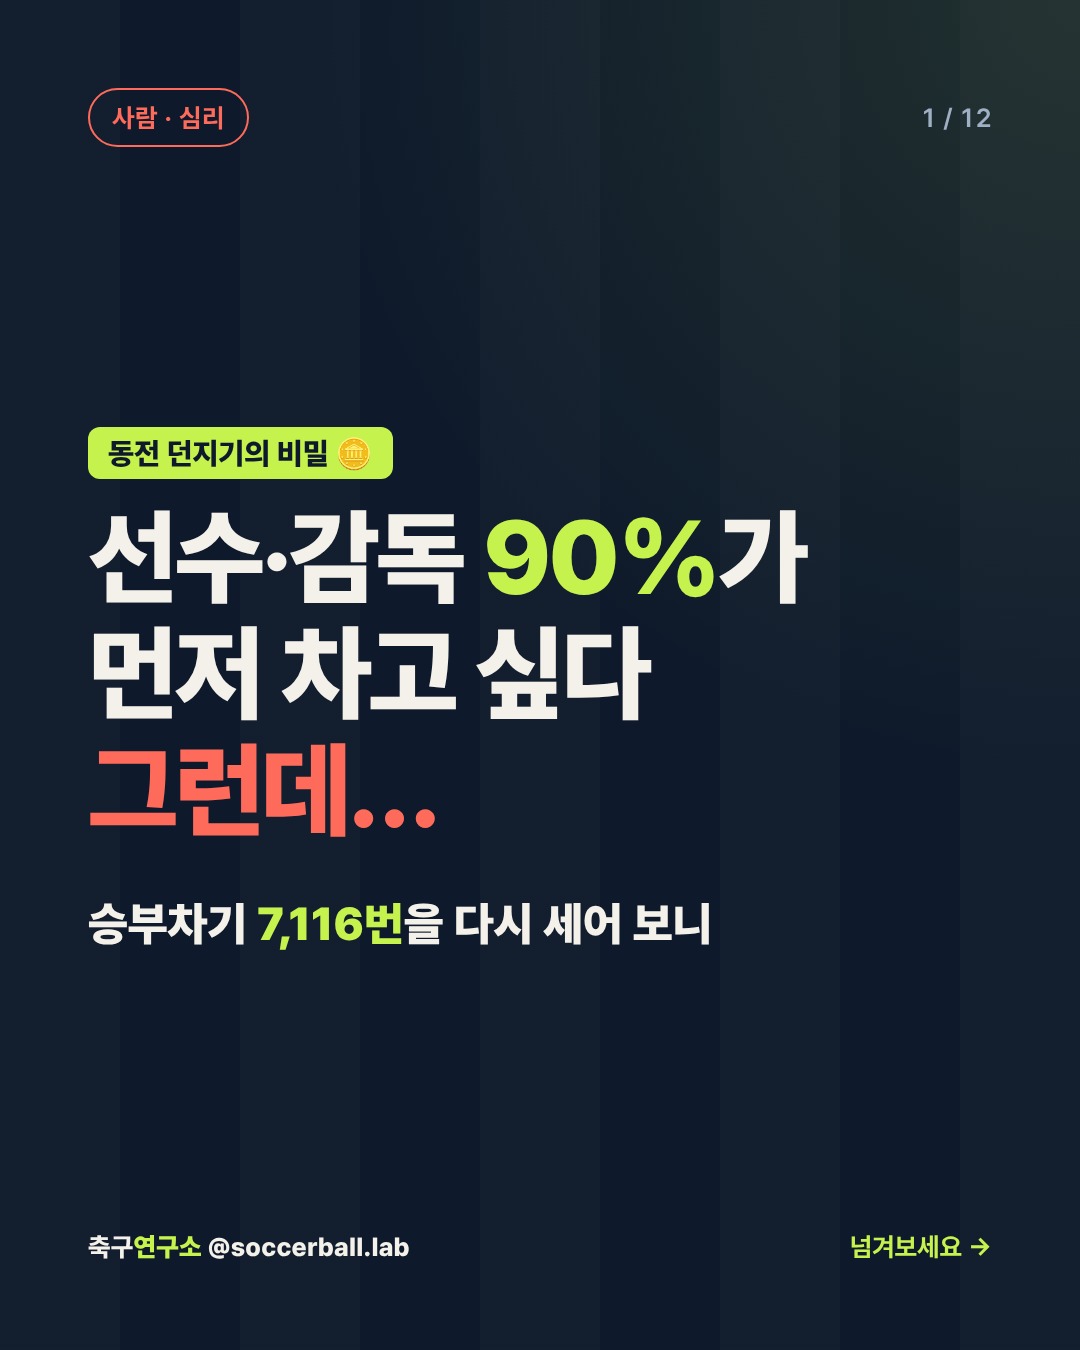 사람 · 심리
1 / 12
동전 던지기의 비밀 🪙
선수·감독 90%가
먼저 차고 싶다
그런데...
승부차기 7,116번을 다시 세어 보니
축구연구소 @soccerball.lab
넘겨보세요 →